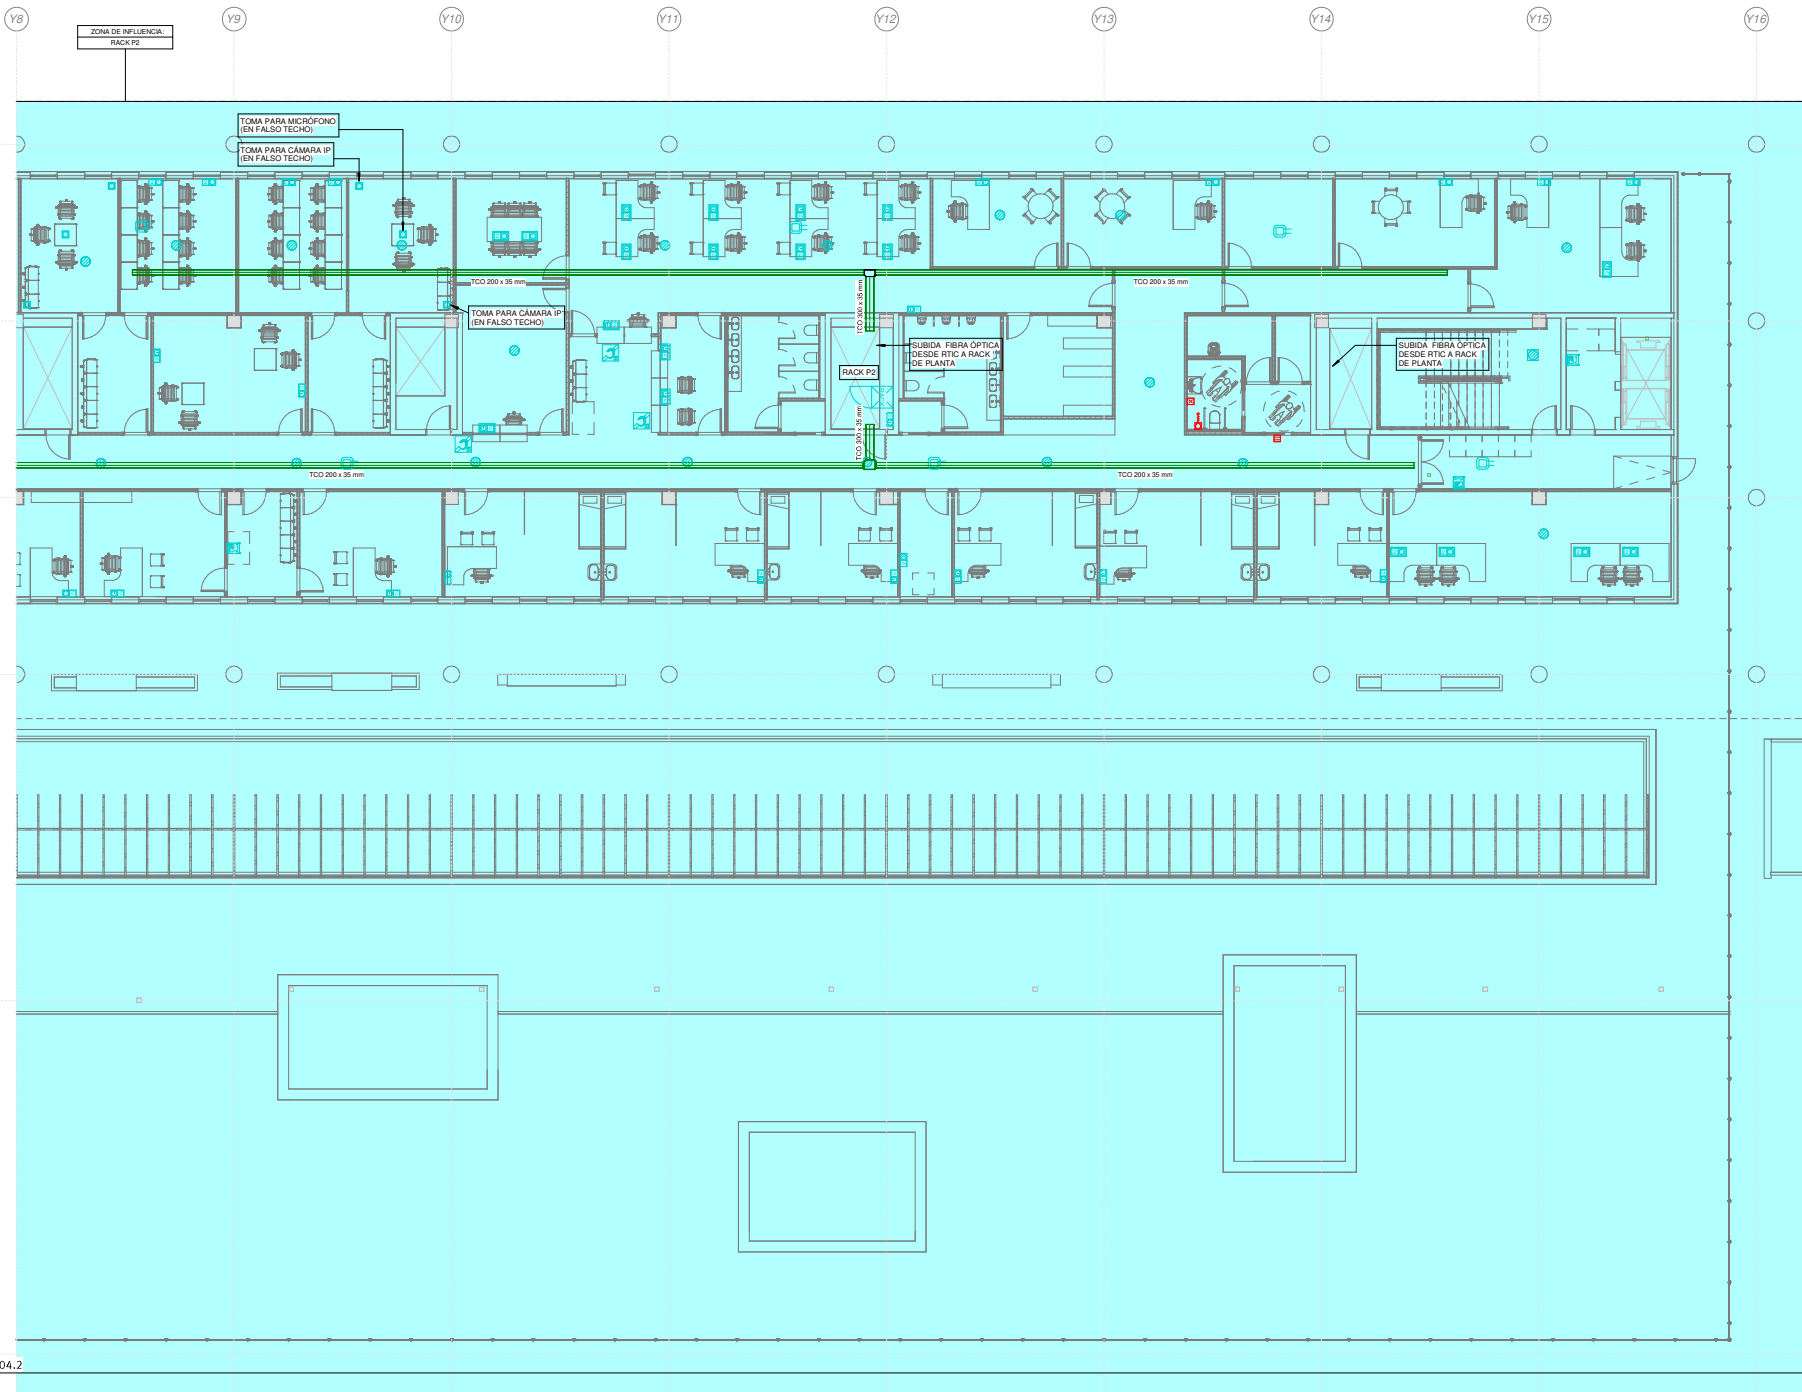 Y8
Y9
Y10
Y11
Y12
Y13
Y14
Y15
Y16
ZONA DE INFLUENCIA:
RACK P2
TOMA PARA MICRÓFONO
(EN FALSO TECHO)
TOMA PARA CÁMARA IP
(EN FALSO TECHO)
TCO 200 x 35 mm
TCO 200 x 35 mm
TCO 300 x 35 mm
TOMA PARA CÁMARA IP
(EN FALSO TECHO)
SUBIDA FIBRA ÓPTICA
DESDE RTIC A RACK
DE PLANTA
RACK P2
SUBIDA FIBRA ÓPTICA
DESDE RTIC A RACK
DE PLANTA
TCO 300 x 35 mm
TCO 200 x 35 mm
TCO 200 x 35 mm
04.2